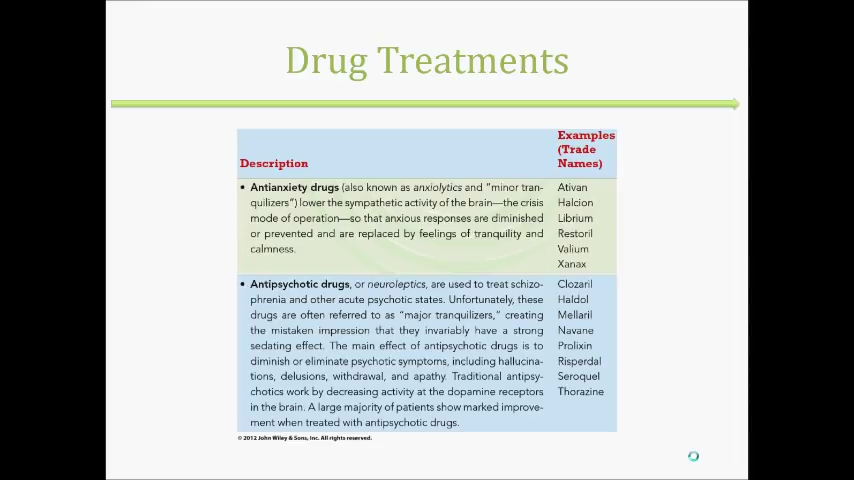 Drug Treatments
Description
Examples
(Trade
Names)
• Antianxiety drugs (also known as anxiolytics and “minor tran-
quilizers”) lower the sympathetic activity of the brain—the crisis
mode of operation—so that anxious responses are diminished
or prevented and are replaced by feelings of tranquility and
calmness.
Ativan
Halcion
Librium
Restoril
Valium
Xanax
• Antipsychotic drugs, or neuroleptics, are used to treat schizo-
phrenia and other acute psychotic states. Unfortunately, these
drugs are often referred to as “major tranquilizers,” creating
the mistaken impression that they invariably have a strong
sedating effect. The main effect of antipsychotic drugs is to
diminish or eliminate psychotic symptoms, including hallucina-
tions, delusions, withdrawal, and apathy. Traditional antipsy-
chotics work by decreasing activity at the dopamine receptors
in the brain. A large majority of patients show marked improve-
ment when treated with antipsychotic drugs.
Clozaril
Haldol
Mellaril
Navane
Prolixin
Risperdal
Seroquel
Thorazine
© 2012 John Wiley & Sons, Inc. All rights reserved.